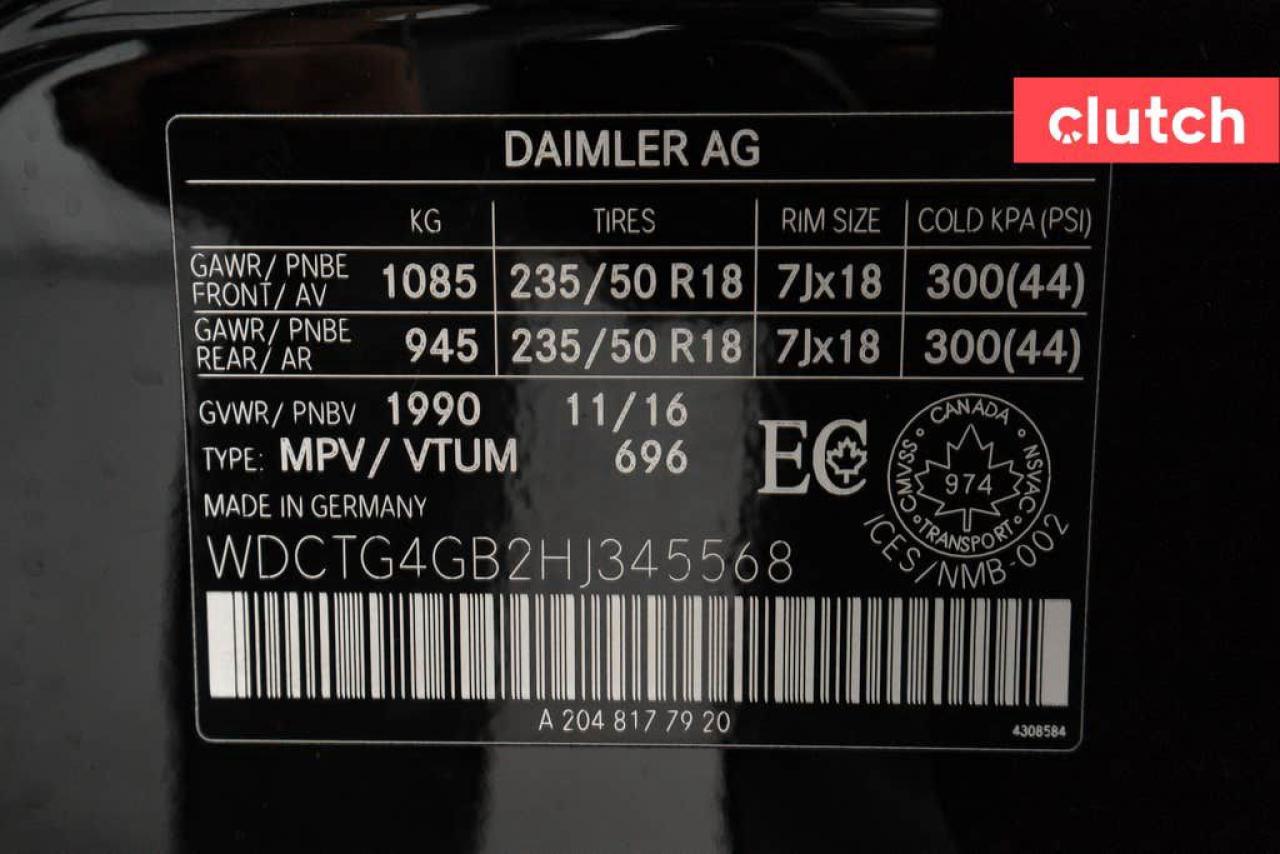 clutch
DAIMLER AG
KG TIRES RIM SIZE COLD KPA (PSI)
GAWR/ PNBE
FRONT/ AV 1085 235/50 R18 7Jx18 300(44)
GAWR/ PNBE
REAR/ AR 945 235/50 R18 7Jx18 300(44)
GVWR/ PNBV 1990 11/16
TYPE: MPV/ VTUM 696
MADE IN GERMANY
WDCTG4GB2HJ345568
EC
CANADA
CMVSS NSVAC
974
TRANSPORT
ICES/NMB-002
A 204 817 79 20
4308584